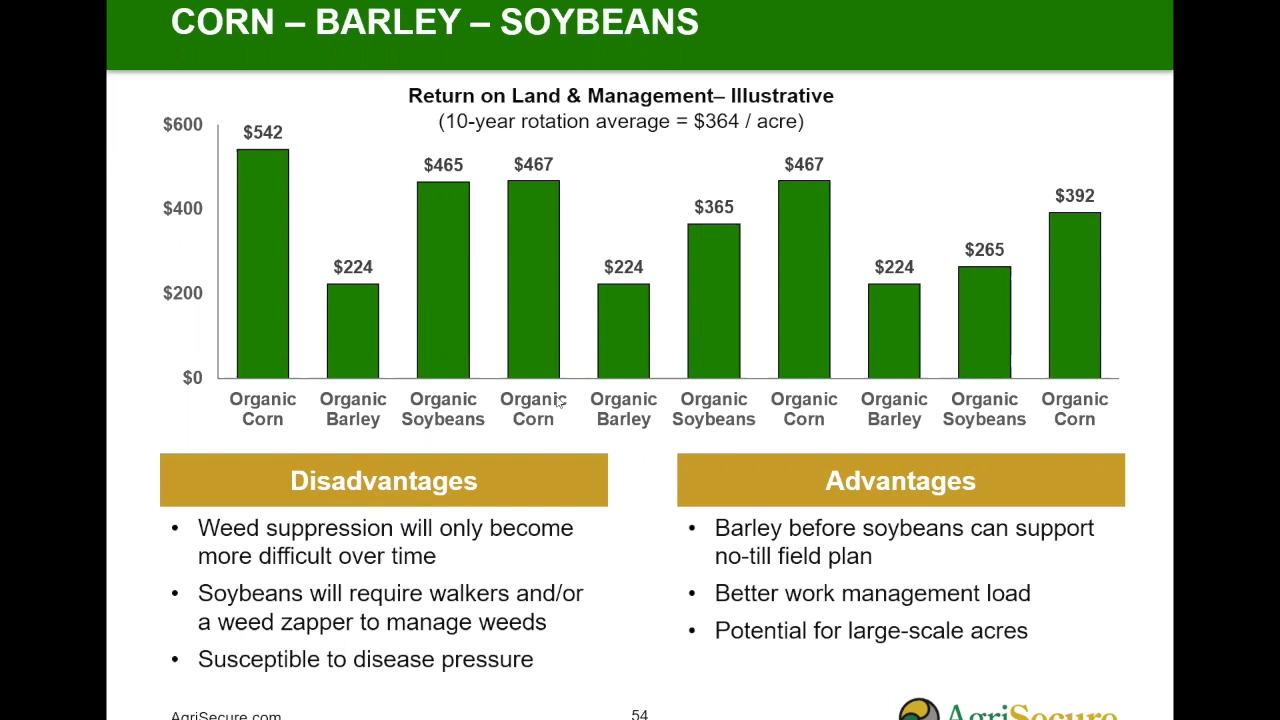 CORN – BARLEY – SOYBEANS
Return on Land & Management– Illustrative
(10-year rotation average = $364 / acre)
$600
$400
$200
$0
$542
$224
$465
$467
$224
$365
$467
$224
$265
$392
Organic
Corn
Organic
Barley
Organic
Soybeans
Organic
Corn
Organic
Barley
Organic
Soybeans
Organic
Corn
Organic
Barley
Organic
Soybeans
Organic
Corn
Disadvantages
• Weed suppression will only become
more difficult over time
• Soybeans will require walkers and/or
a weed zapper to manage weeds
• Susceptible to disease pressure
Advantages
• Barley before soybeans can support
no-till field plan
• Better work management load
• Potential for large-scale acres
AgriSecure.com
54
AgriSecure